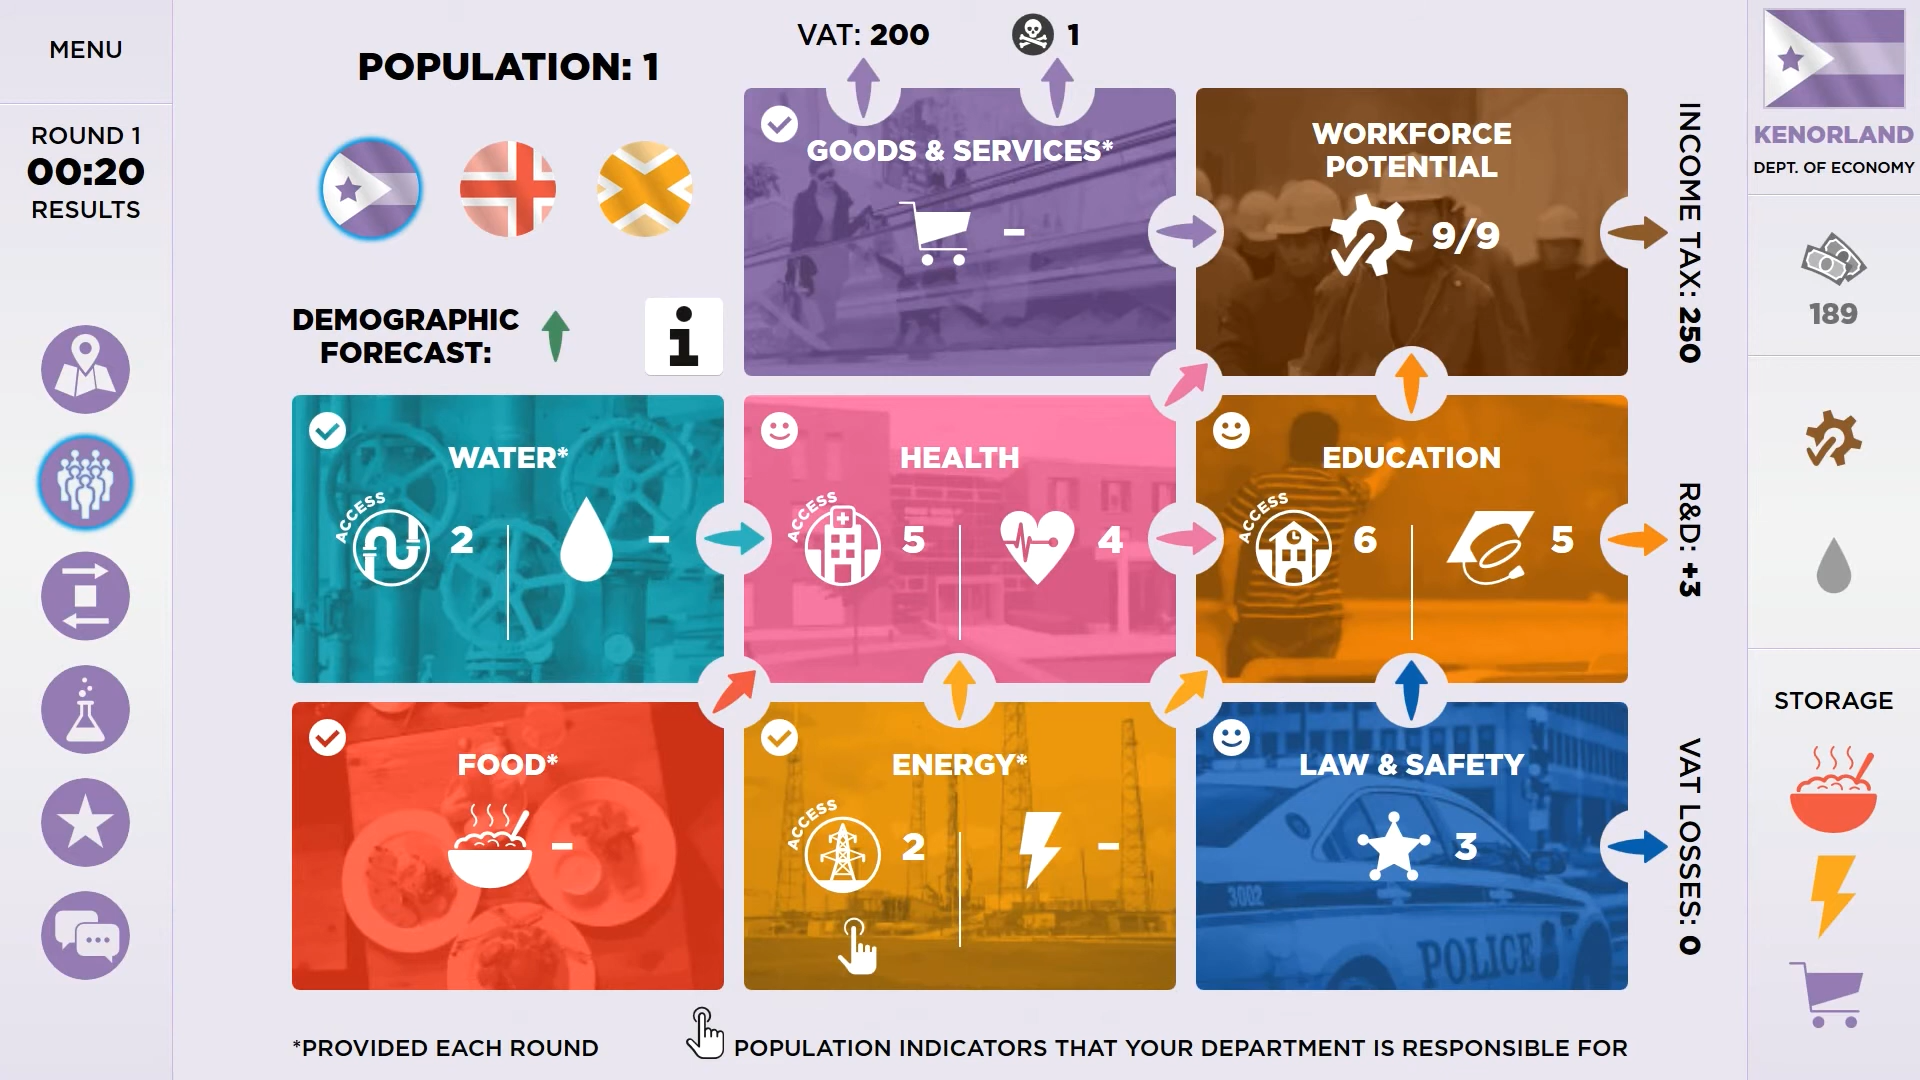 MENU
ROUND 1
00:20
RESULTS
POPULATION: 1
DEMOGRAPHIC
FORECAST:
i
VAT: 200
1
GOODS & SERVICES*
-
WORKFORCE
POTENTIAL
9/9
INCOME TAX: 250
WATER*
ACCESS
2
-
HEALTH
ACCESS
5
4
EDUCATION
ACCESS
6
5
R&D: +3
FOOD*
-
ENERGY*
ACCESS
2
-
LAW & SAFETY
3
3002
POLICE
VAT LOSSES: 0
*PROVIDED EACH ROUND
POPULATION INDICATORS THAT YOUR DEPARTMENT IS RESPONSIBLE FOR
KENORLAND
DEPT. OF ECONOMY
189
STORAGE